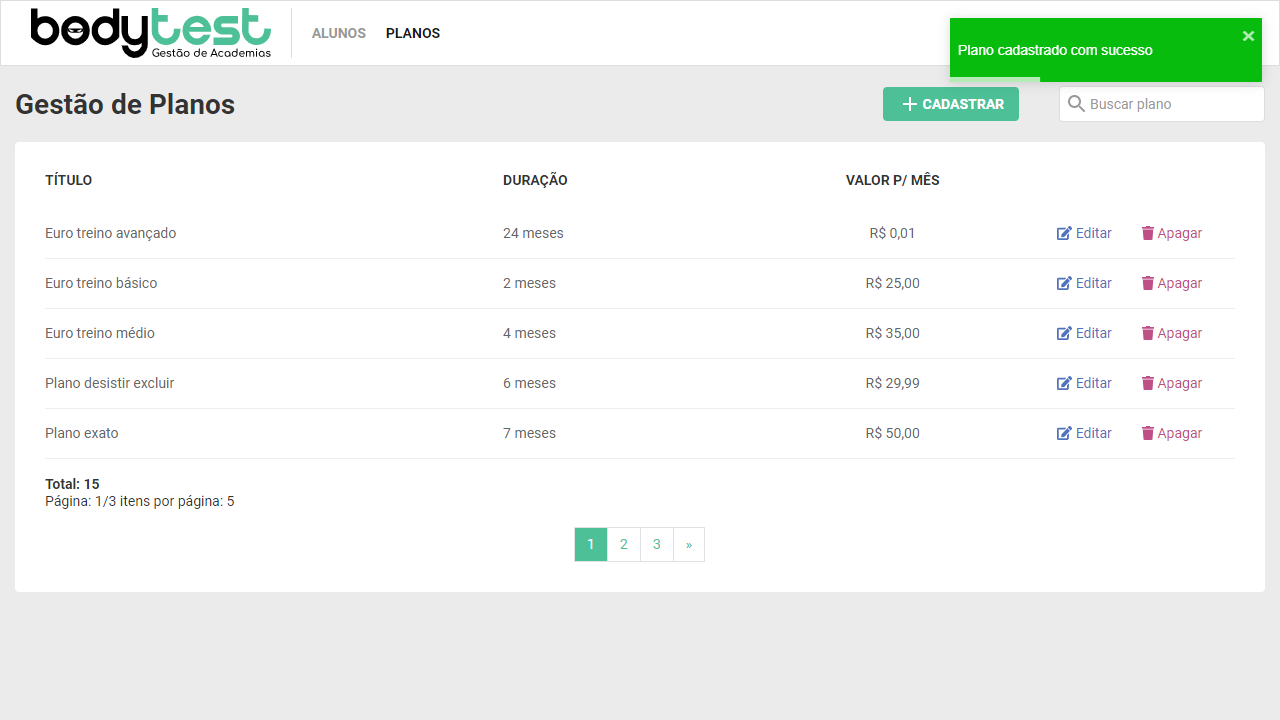 bodytest
Gestão de Academias
ALUNOS PLANOS
Plano cadastrado com sucesso ×
Gestão de Planos
CADASTRAR
Buscar plano
TÍTULO DURAÇÃO VALOR P/ MÊS
Euro treino avançado 24 meses R$ 0,01 Editar Apagar
Euro treino básico 2 meses R$ 25,00 Editar Apagar
Euro treino médio 4 meses R$ 35,00 Editar Apagar
Plano desistir excluir 6 meses R$ 29,99 Editar Apagar
Plano exato 7 meses R$ 50,00 Editar Apagar
Total: 15
Página: 1/3 itens por página: 5
1 2 3 »